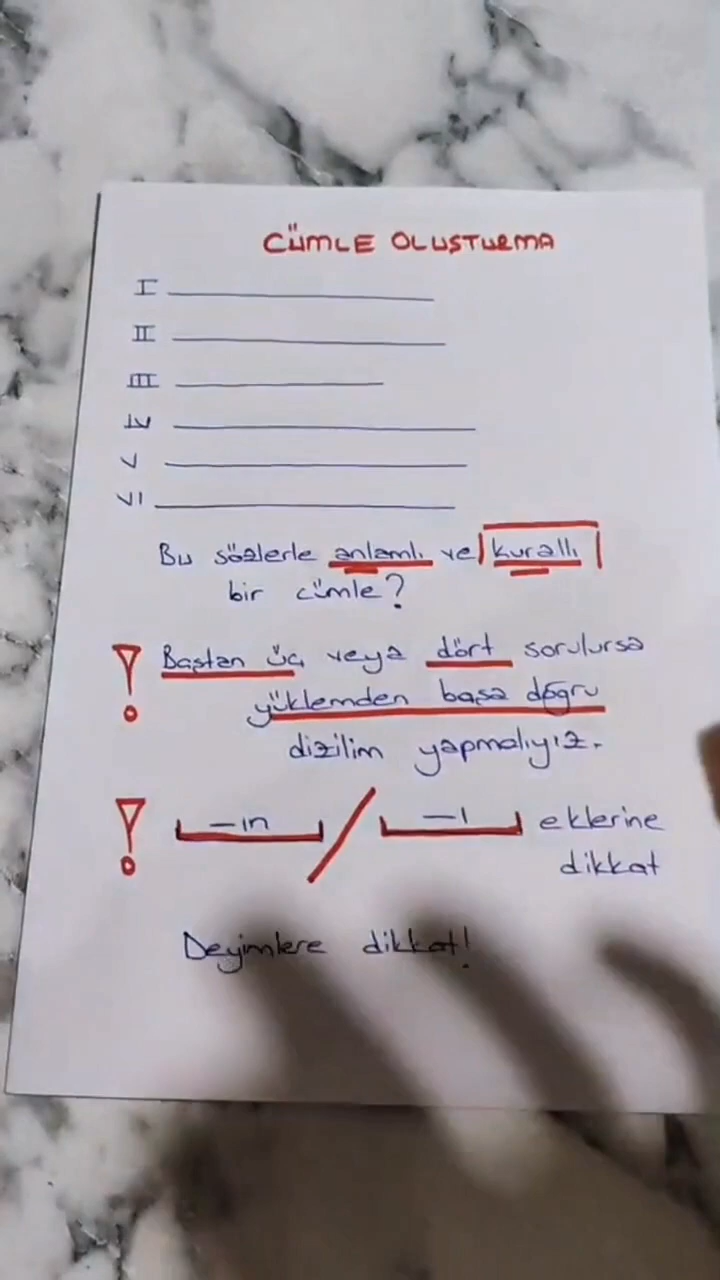 CÜMLE OLUŞTURMA
I
II
III
IV
V
VI
Bu sözlerle anlamlı ve kurallı
bir cümle?
! Baştan üç veya dört sorulursa
yüklemden başa doğru
dizilim yapmalıyız.
! -ın / -ı eklerine
dikkat
Deyimlere dikkat!